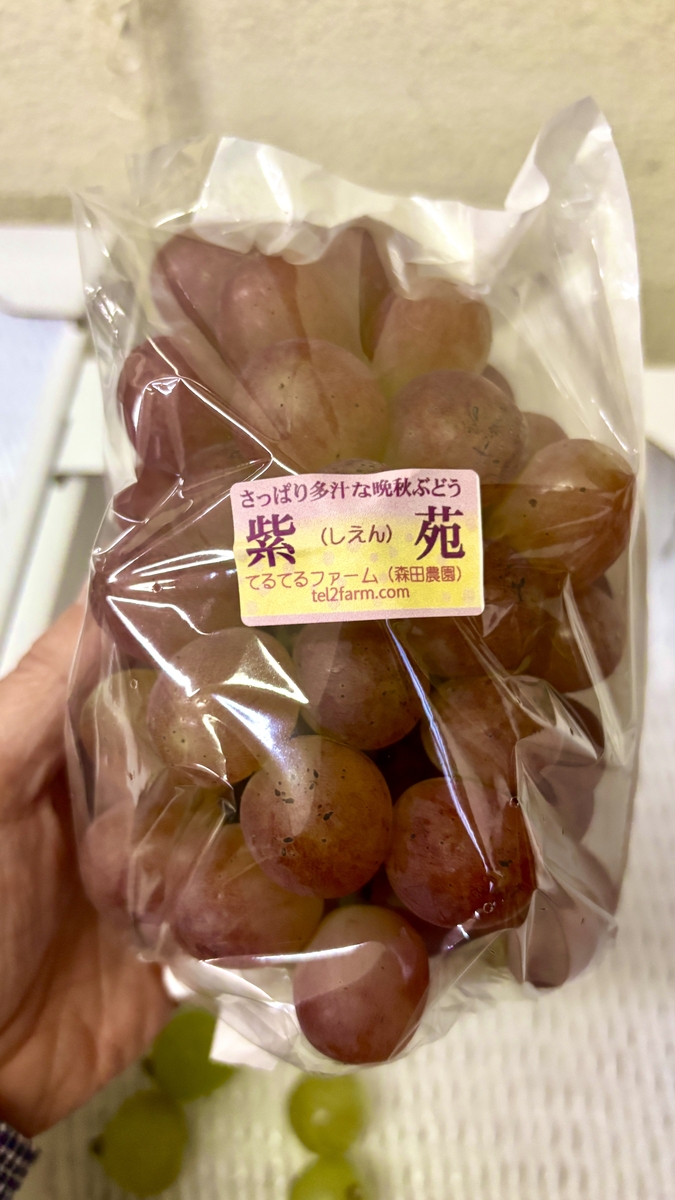 さっぱり多汁な晩秋ぶどう
紫苑（しえん）
てるてるファーム（森田農園）
tel2farm.com